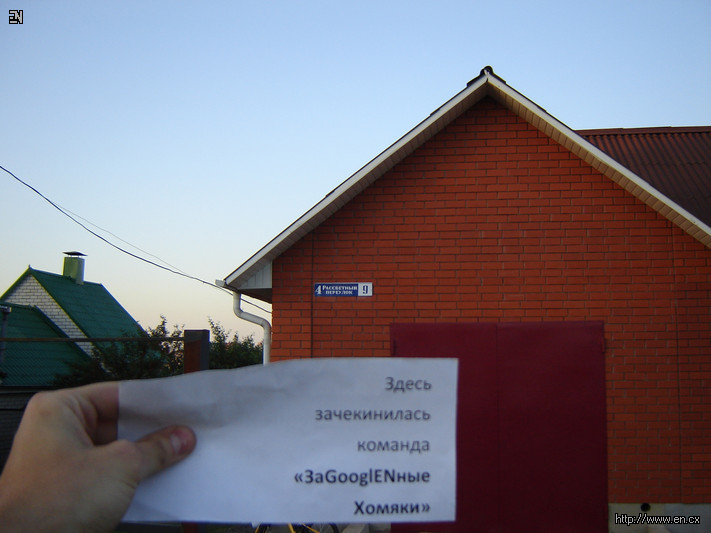 EN
4 РАССВЕТНЫЙ ПЕРЕУЛОК 9
Здесь
зачекинилась
команда
«ЗаGooglENные
Хомяки»
http://www.en.cx